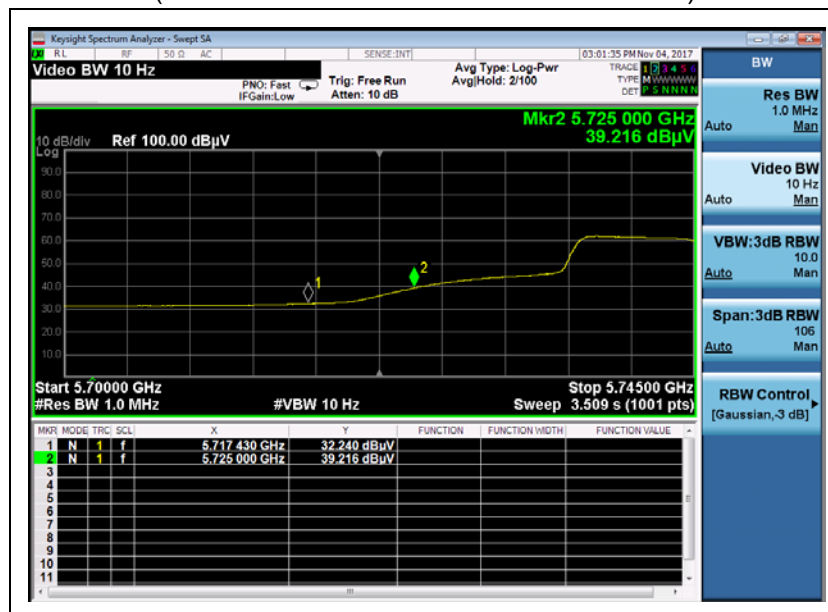 Keysight Spectrum Analyzer - Swept SA
RL RF 50 Ω AC SENSE:INT 03:01:35 PM Nov 04, 2017
Video BW 10 Hz
PNO: Fast
IFGain:Low
Trig: Free Run
Atten: 10 dB
Avg Type: Log-Pwr
Avg|Hold: 2/100
TRACE 1 2 3 4 5 6
TYPE M W W W W W
DET P S N N N N
Mkr2 5.725 000 GHz
39.216 dBµV
10 dB/div Ref 100.00 dBµV
Log
90.0
80.0
70.0
60.0
50.0
40.0
30.0
20.0
10.0
1
2
Start 5.70000 GHz Stop 5.74500 GHz
#Res BW 1.0 MHz #VBW 10 Hz Sweep 3.509 s (1001 pts)
MKR MODE TRC SCL X Y FUNCTION FUNCTION WIDTH FUNCTION VALUE
1 N 1 f 5.717 430 GHz 32.240 dBµV
2 N 1 f 5.725 000 GHz 39.216 dBµV
3
4
5
6
7
8
9
10
11
BW
Res BW
1.0 MHz
Auto Man
Video BW
10 Hz
Auto Man
VBW:3dB RBW
10.0
Auto Man
Span:3dB RBW
106
Auto Man
RBW Control
[Gaussian,-3 dB]